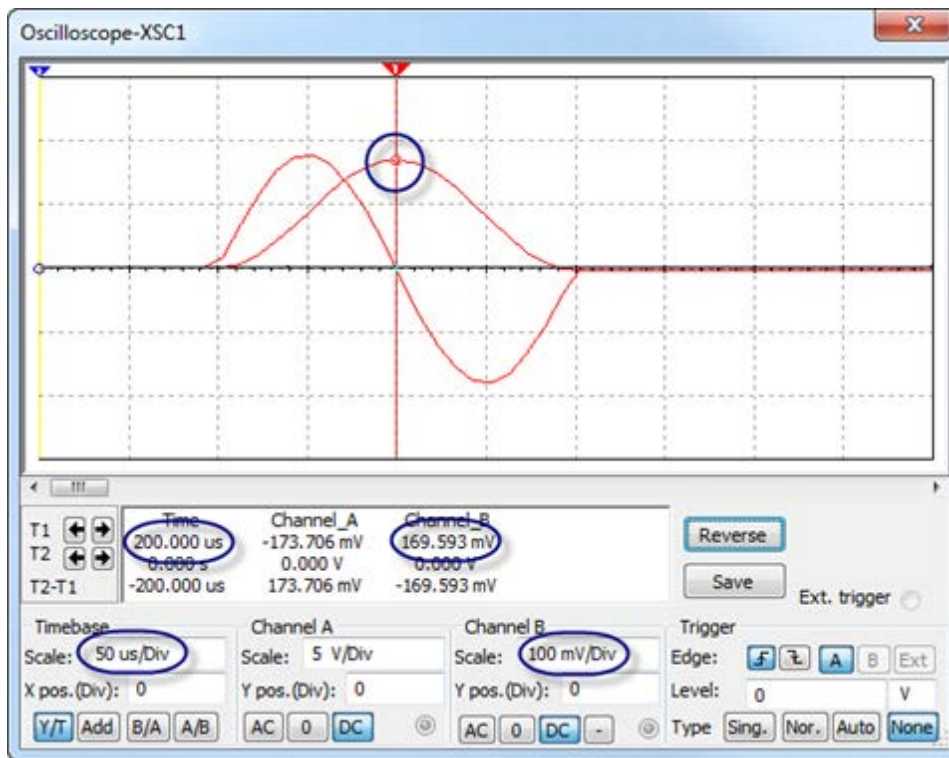 Oscilloscope-XSC1
2
1
T1
T2
T2-T1
Time Channel_A Channel_B
200.000 us -173.706 mV 169.593 mV
0.000 s 0.000 V 0.000 V
-200.000 us 173.706 mV -169.593 mV
Reverse
Save
Ext. trigger
Timebase
Scale: 50 us/Div
X pos.(Div): 0
Y/T Add B/A A/B
Channel A
Scale: 5 V/Div
Y pos.(Div): 0
AC 0 DC
Channel B
Scale: 100 mV/Div
Y pos.(Div): 0
AC 0 DC -
Trigger
Edge: A B Ext
Level: 0 V
Type Sing. Nor. Auto None